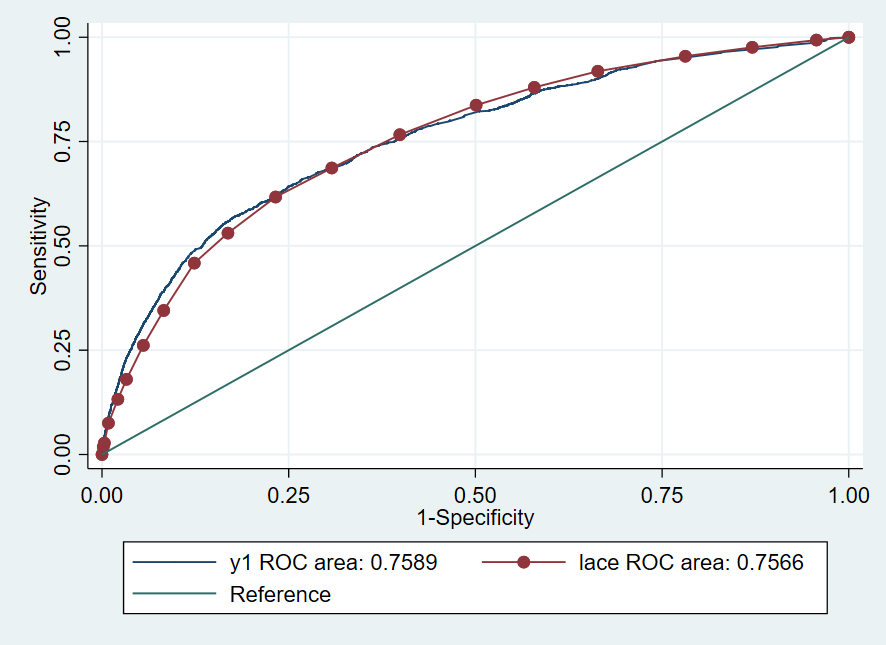 1.00
0.75
0.50
0.25
0.00
Sensitivity
0.00 0.25 0.50 0.75 1.00
1-Specificity
y1 ROC area: 0.7589 lace ROC area: 0.7566
Reference